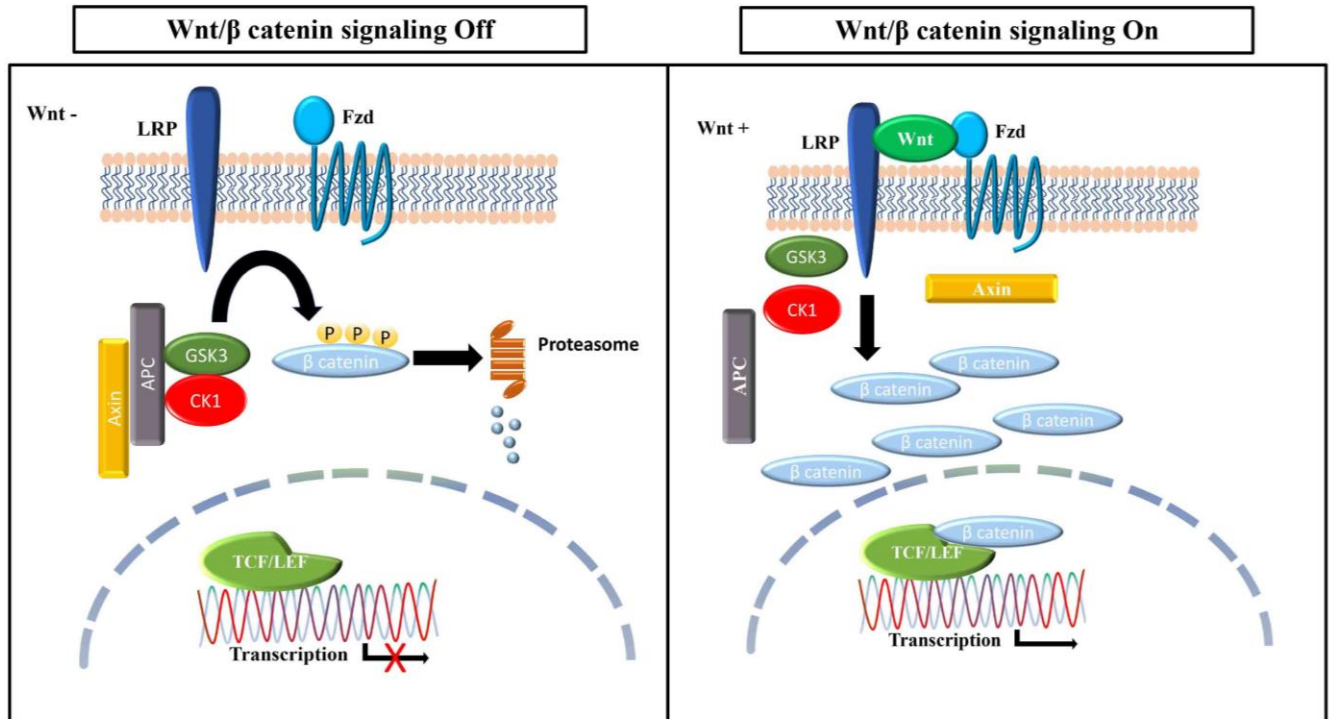 Wnt/β catenin signaling Off
Wnt -
LRP
Fzd
GSK3
APC
Axin
CK1
P P P
β catenin
Proteasome
TCF/LEF
Transcription
X
Wnt/β catenin signaling On
Wnt +
LRP
Wnt
Fzd
GSK3
CK1
Axin
APC
β catenin
β catenin
β catenin
β catenin
β catenin
β catenin
TCF/LEF
Transcription